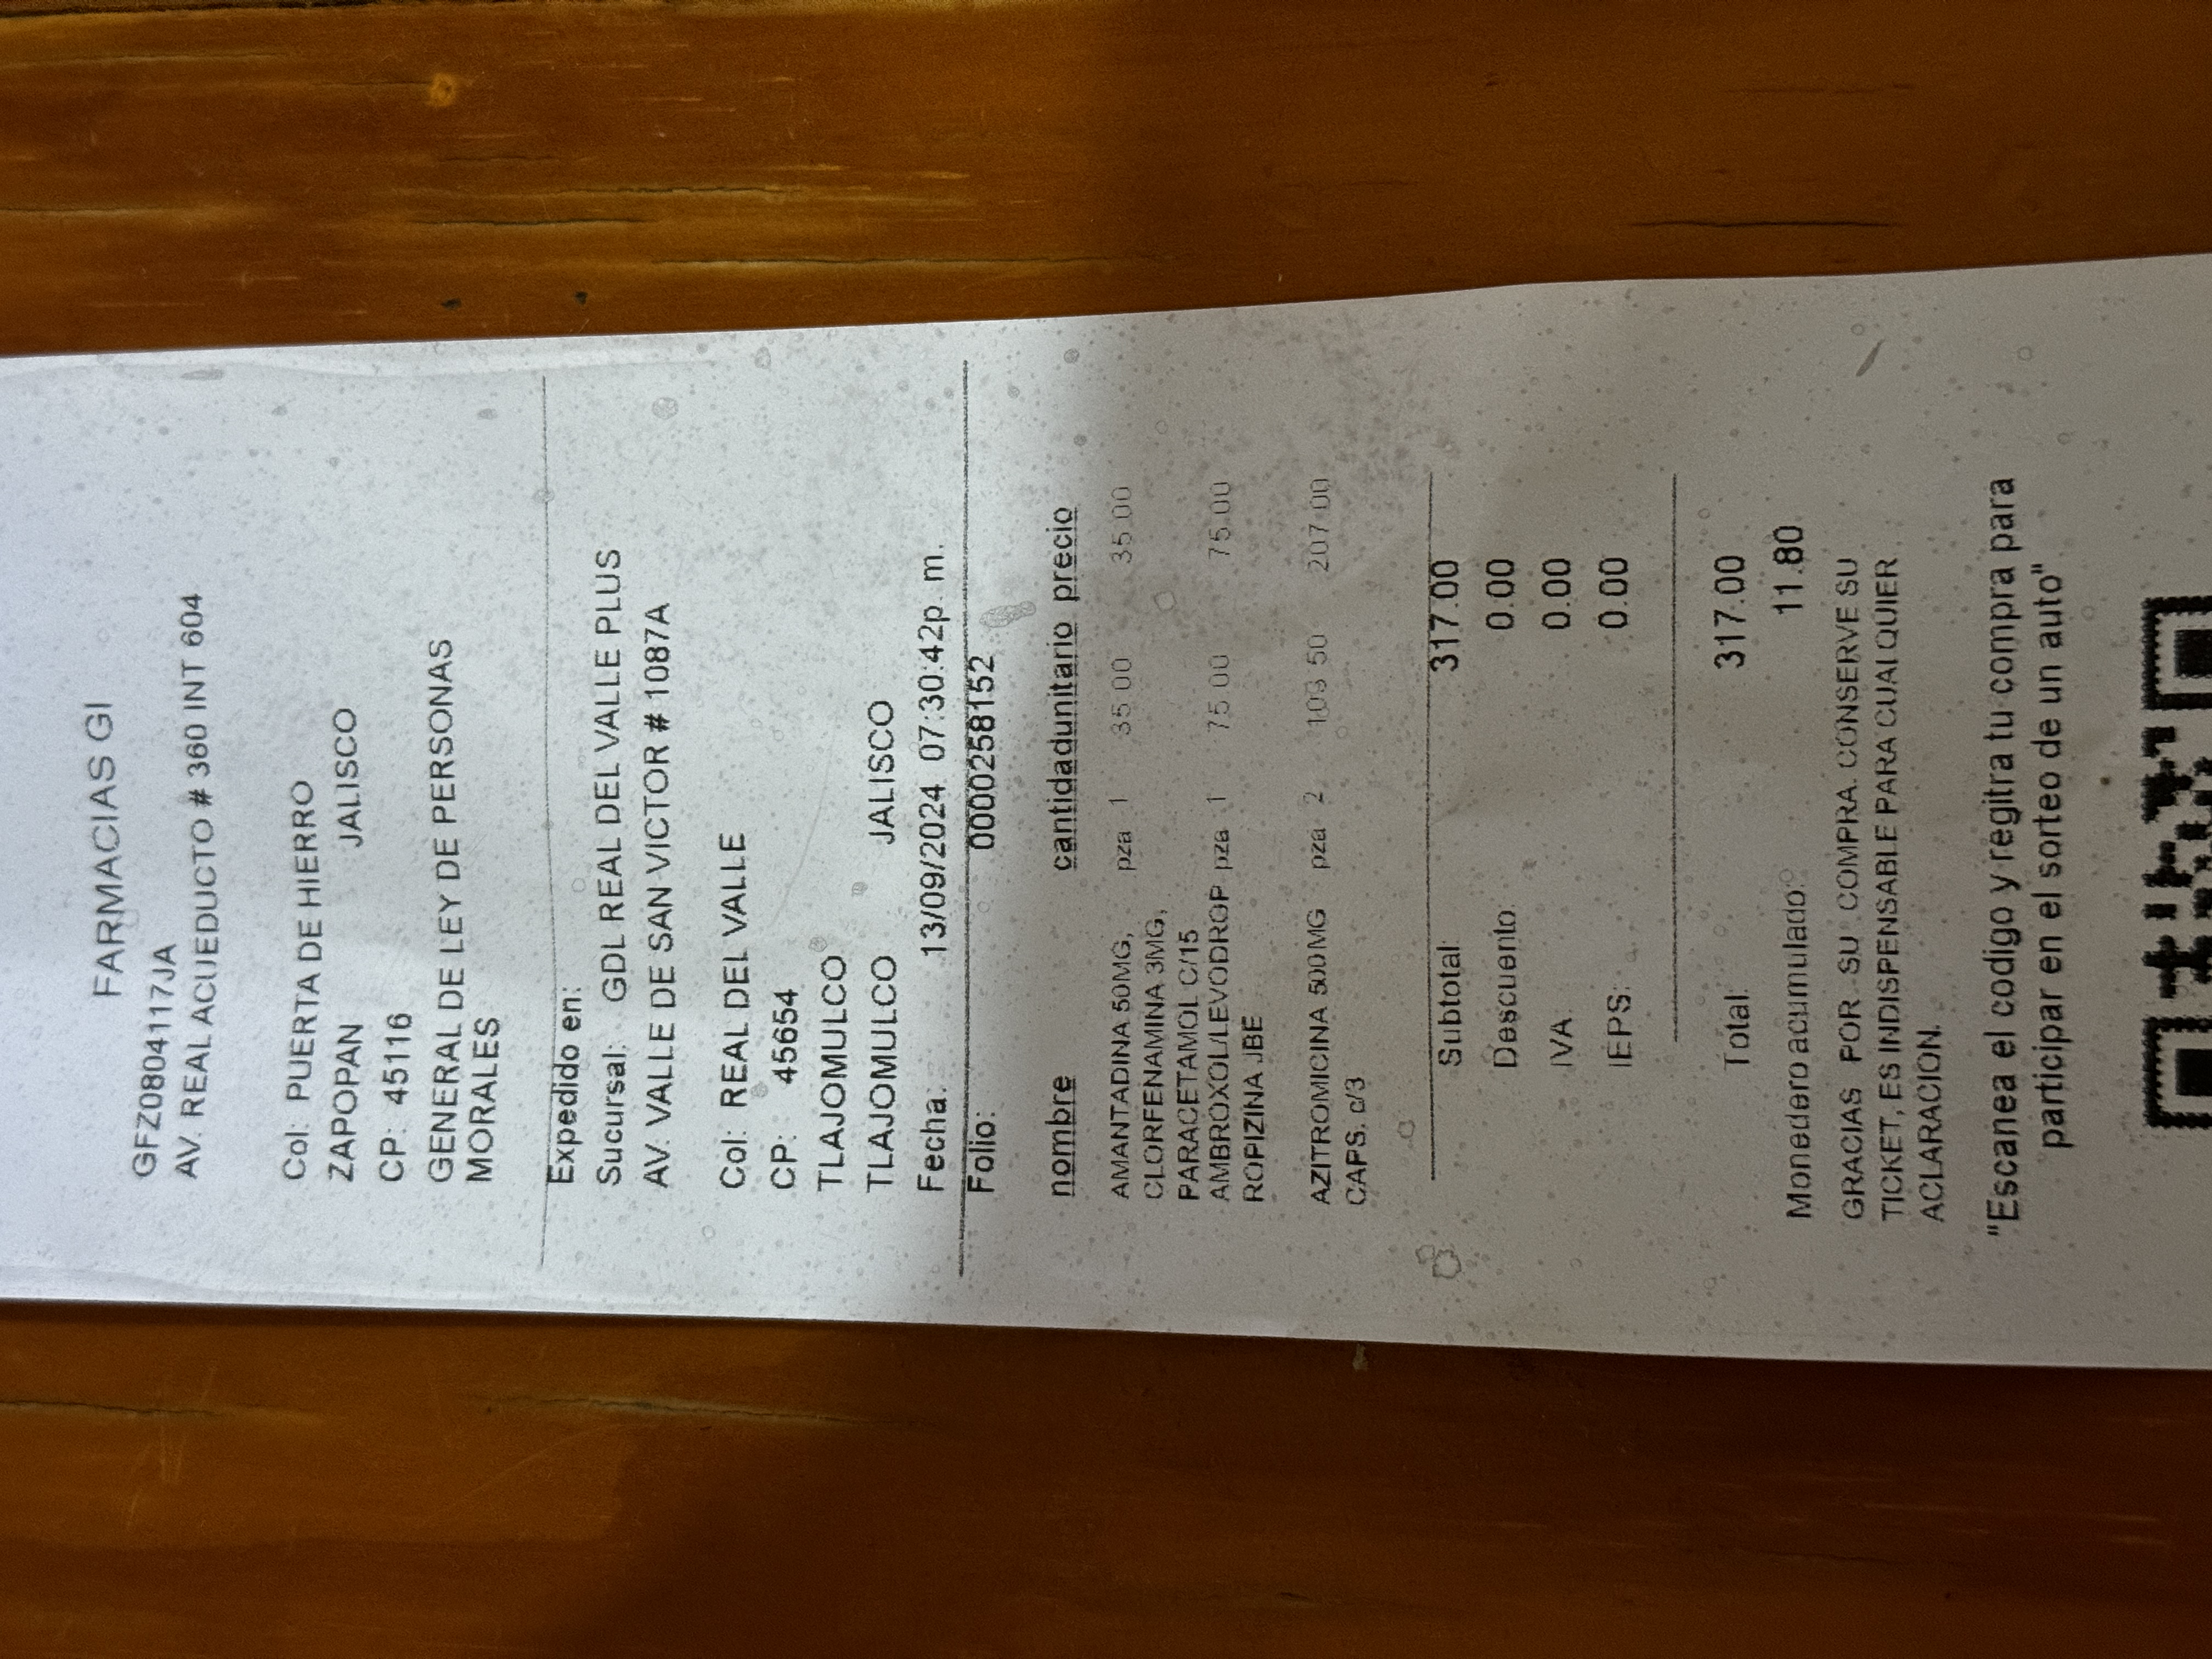 FARMACIAS GI
GFZ0804117JA
AV. REAL ACUEDUCTO # 360 INT 604
Col: PUERTA DE HIERRO
ZAPOPAN JALISCO
CP: 45116
GENERAL DE LEY DE PERSONAS
MORALES
Expedido en:
Sucursal: GDL REAL DEL VALLE PLUS
AV. VALLE DE SAN VICTOR # 1087A
Col: REAL DEL VALLE
CP: 45654
TLAJOMULCO
TLAJOMULCO JALISCO
Fecha: 13/09/2024 07:30:42p. m.
Folio: 0000258152
nombre cantidadunitario precio
AMANTADINA 50MG, pza 1 35.00 35.00
CLORFENAMINA 3MG,
PARACETAMOL C/15
AMBROXOL/LEVODROP pza 1 75.00 75.00
ROPIZINA JBE
AZITROMICINA 500MG pza 2 103.50 207.00
CAPS. c/3
Subtotal: 317.00
Descuento: 0.00
IVA 0.00
IEPS: 0.00
Total: 317.00
Monedero acumulado: 11.80
GRACIAS POR SU COMPRA. CONSERVE SU
TICKET, ES INDISPENSABLE PARA CUALQUIER
ACLARACION.
"Escanea el codigo y regitra tu compra para
participar en el sorteo de un auto"